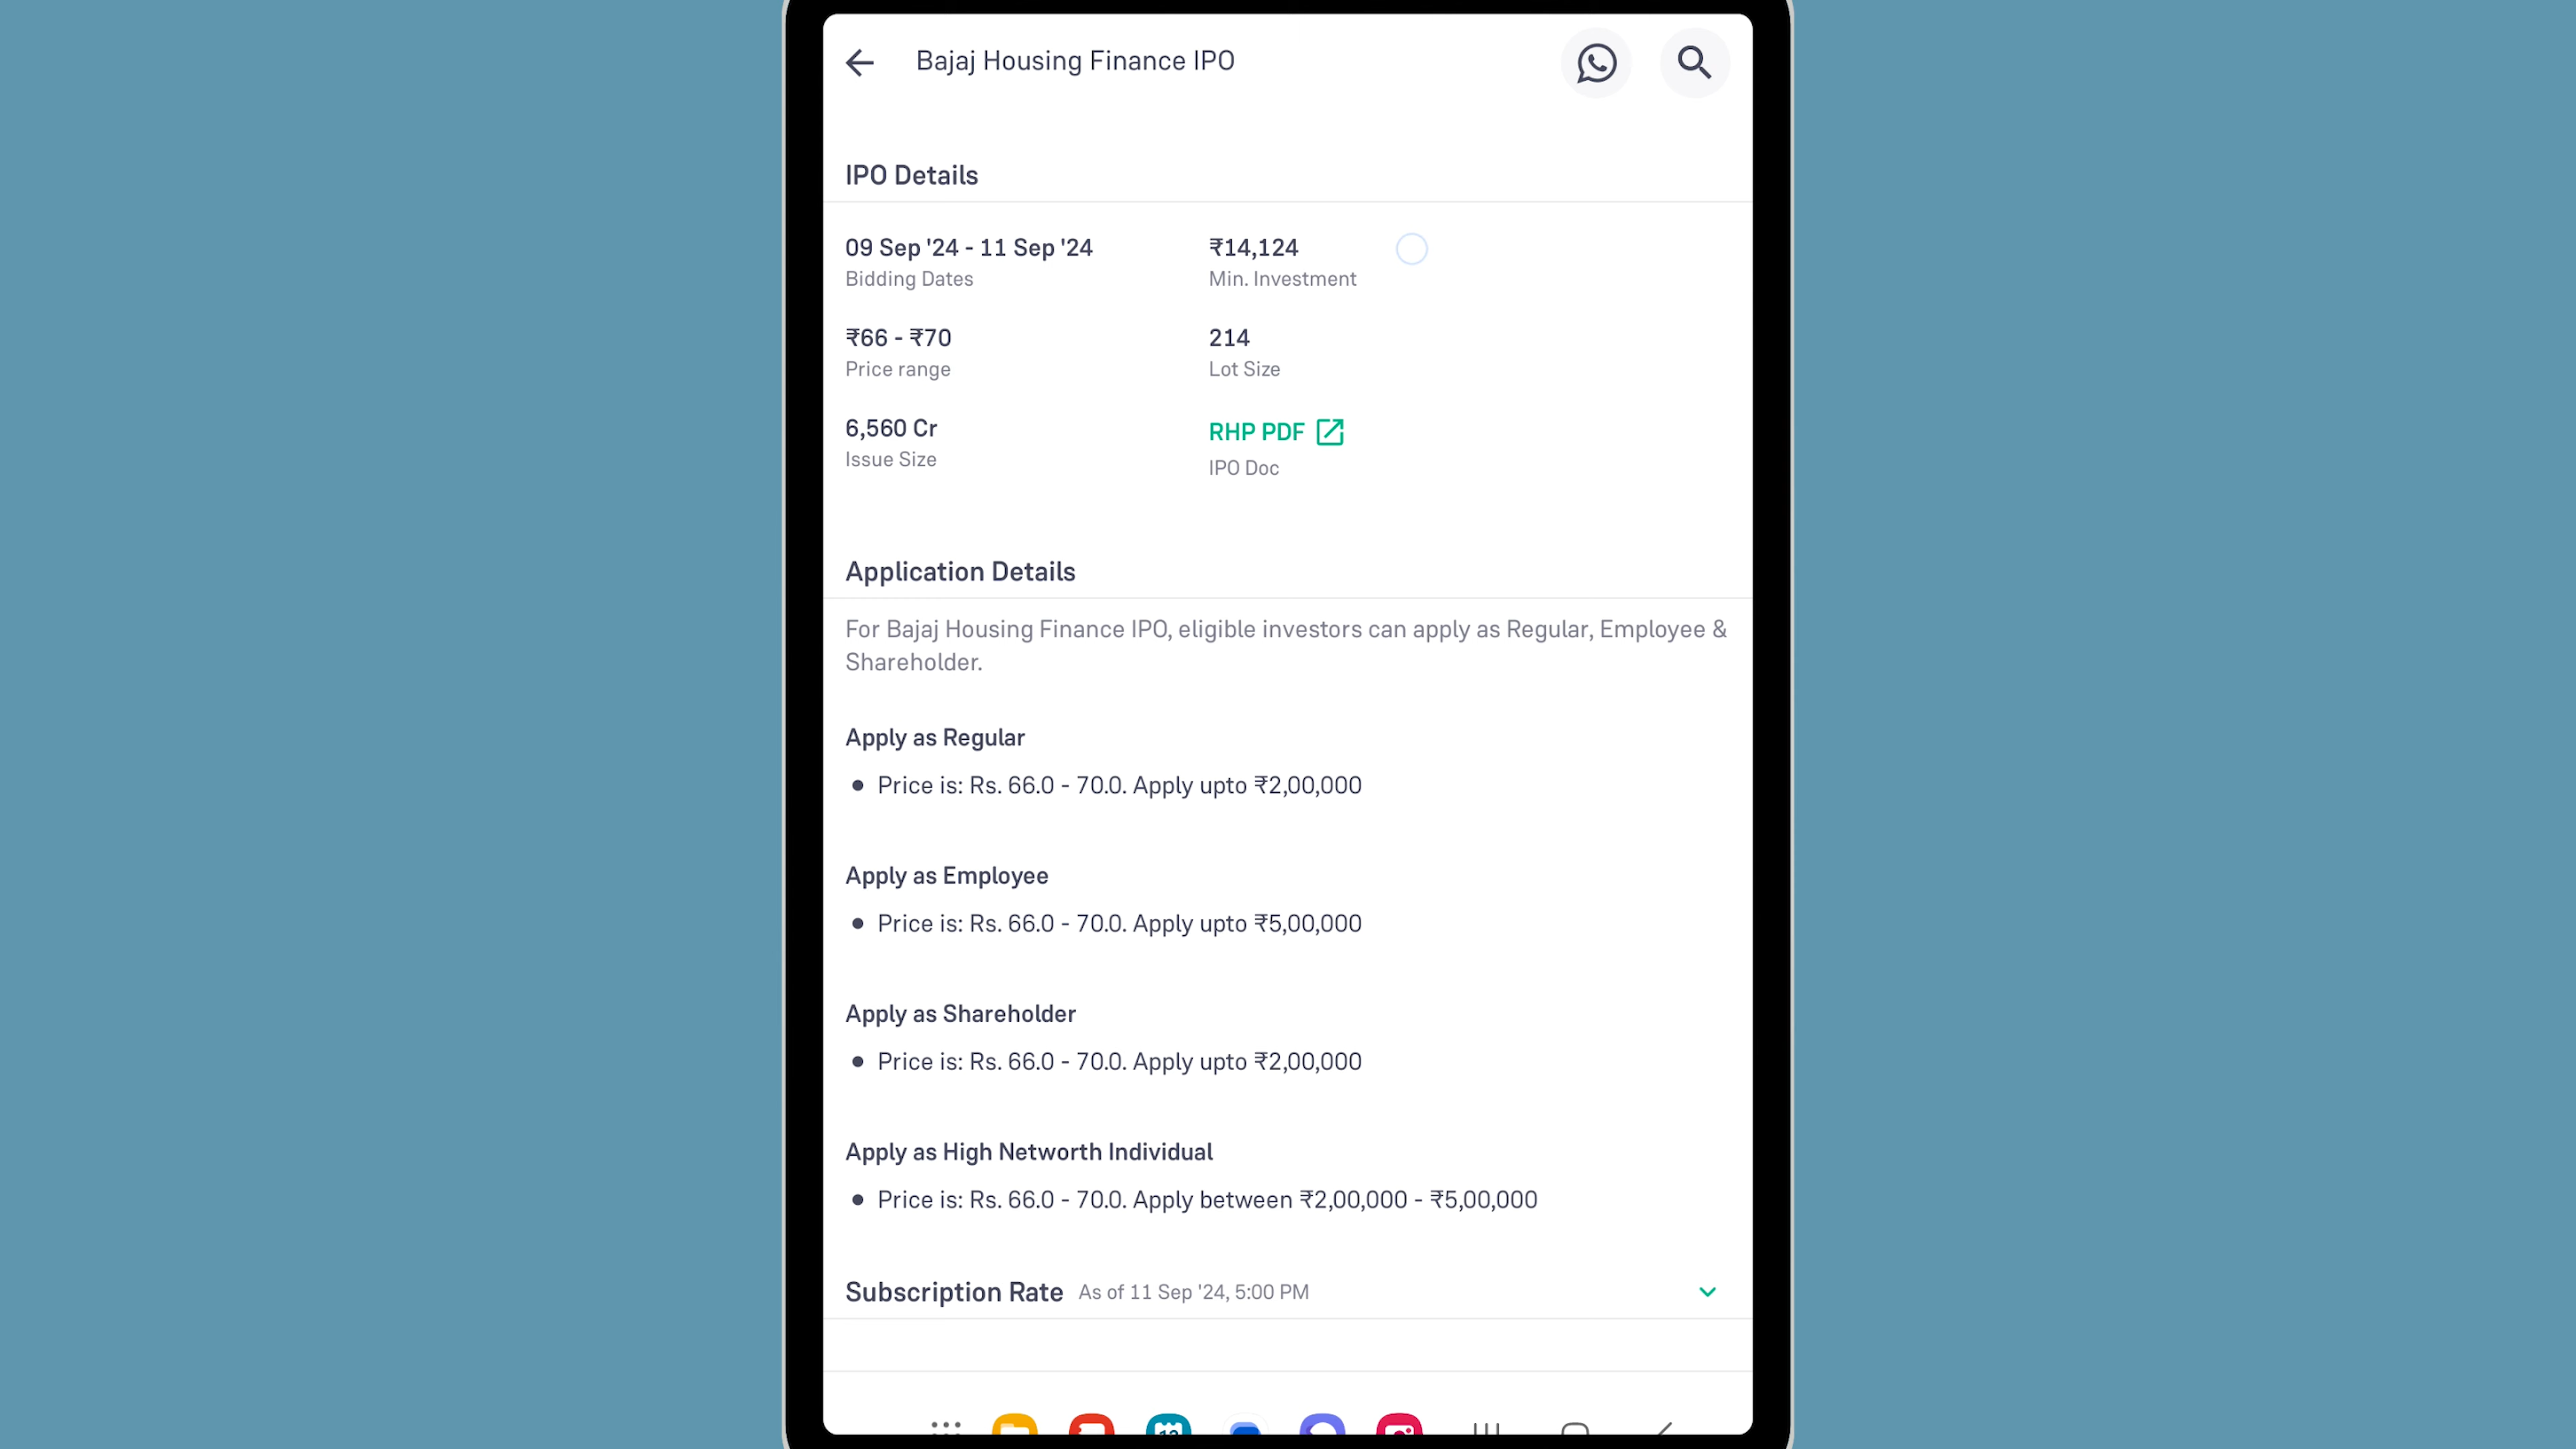 Bajaj Housing Finance IPO
IPO Details
09 Sep '24 - 11 Sep '24
Bidding Dates
₹14,124
Min. Investment
₹66 - ₹70
Price range
214
Lot Size
6,560 Cr
Issue Size
RHP PDF
IPO Doc
Application Details
For Bajaj Housing Finance IPO, eligible investors can apply as Regular, Employee &
Shareholder.
Apply as Regular
Price is: Rs. 66.0 - 70.0. Apply upto ₹2,00,000
Apply as Employee
Price is: Rs. 66.0 - 70.0. Apply upto ₹5,00,000
Apply as Shareholder
Price is: Rs. 66.0 - 70.0. Apply upto ₹2,00,000
Apply as High Networth Individual
Price is: Rs. 66.0 - 70.0. Apply between ₹2,00,000 - ₹5,00,000
Subscription Rate As of 11 Sep '24, 5:00 PM